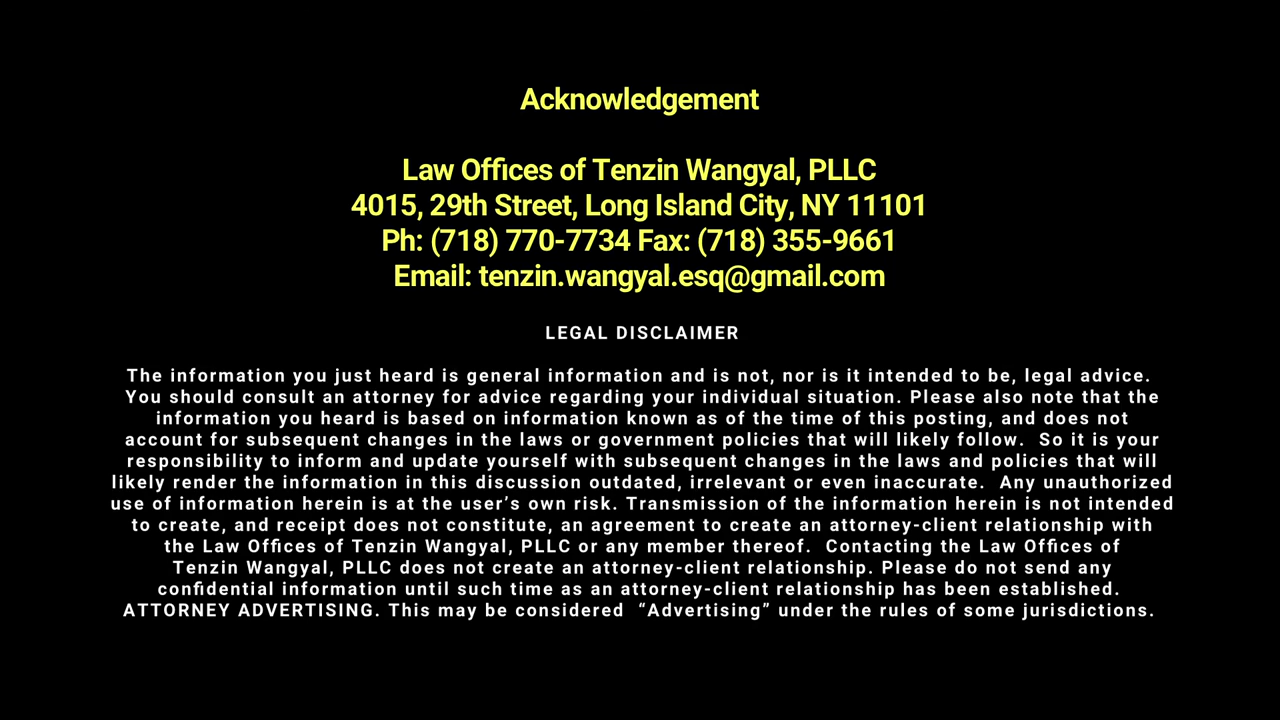 Acknowledgement
Law Offices of Tenzin Wangyal, PLLC
4015, 29th Street, Long Island City, NY 11101
Ph: (718) 770-7734 Fax: (718) 355-9661
Email: tenzin.wangyal.esq@gmail.com
LEGAL DISCLAIMER
The information you just heard is general information and is not, nor is it intended to be, legal advice.
You should consult an attorney for advice regarding your individual situation. Please also note that the
information you heard is based on information known as of the time of this posting, and does not
account for subsequent changes in the laws or government policies that will likely follow.  So it is your
responsibility to inform and update yourself with subsequent changes in the laws and policies that will
likely render the information in this discussion outdated, irrelevant or even inaccurate.  Any unauthorized
use of information herein is at the user’s own risk. Transmission of the information herein is not intended
to create, and receipt does not constitute, an agreement to create an attorney-client relationship with
the Law Offices of Tenzin Wangyal, PLLC or any member thereof.  Contacting the Law Offices of
Tenzin Wangyal, PLLC does not create an attorney-client relationship. Please do not send any
confidential information until such time as an attorney-client relationship has been established.
ATTORNEY ADVERTISING. This may be considered  “Advertising” under the rules of some jurisdictions.